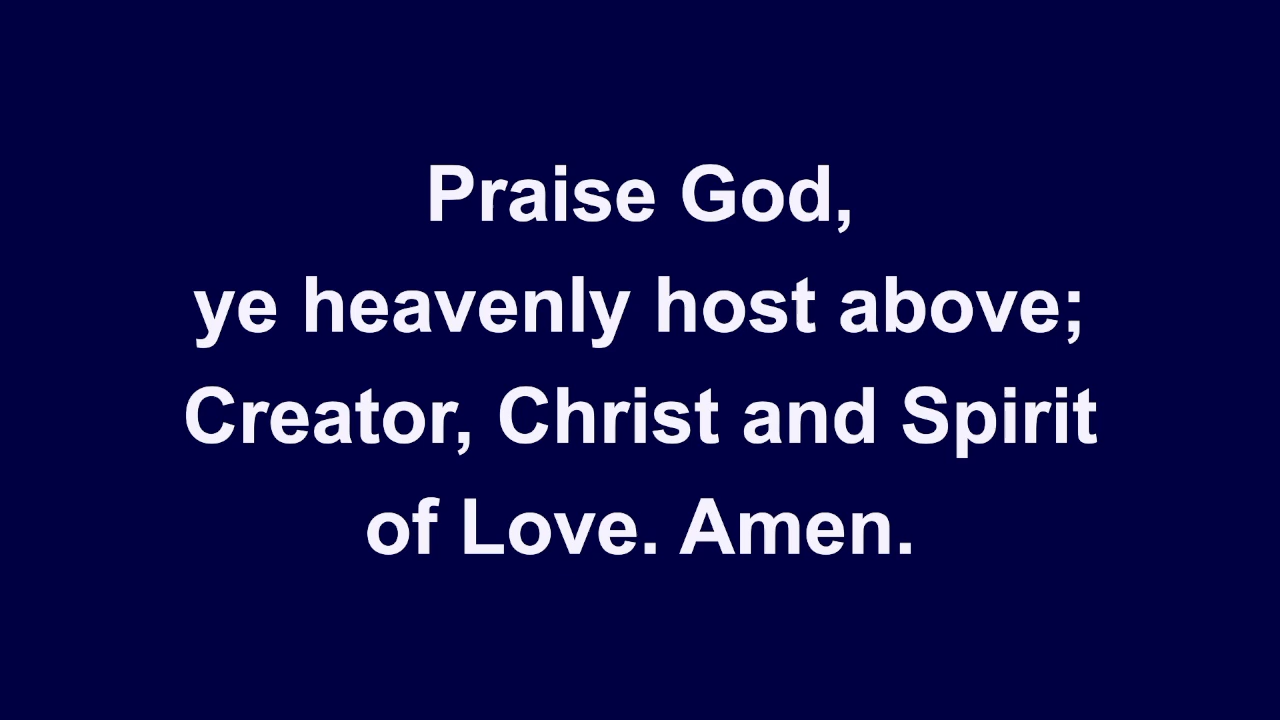 Praise God,
ye heavenly host above;
Creator, Christ and Spirit
of Love. Amen.